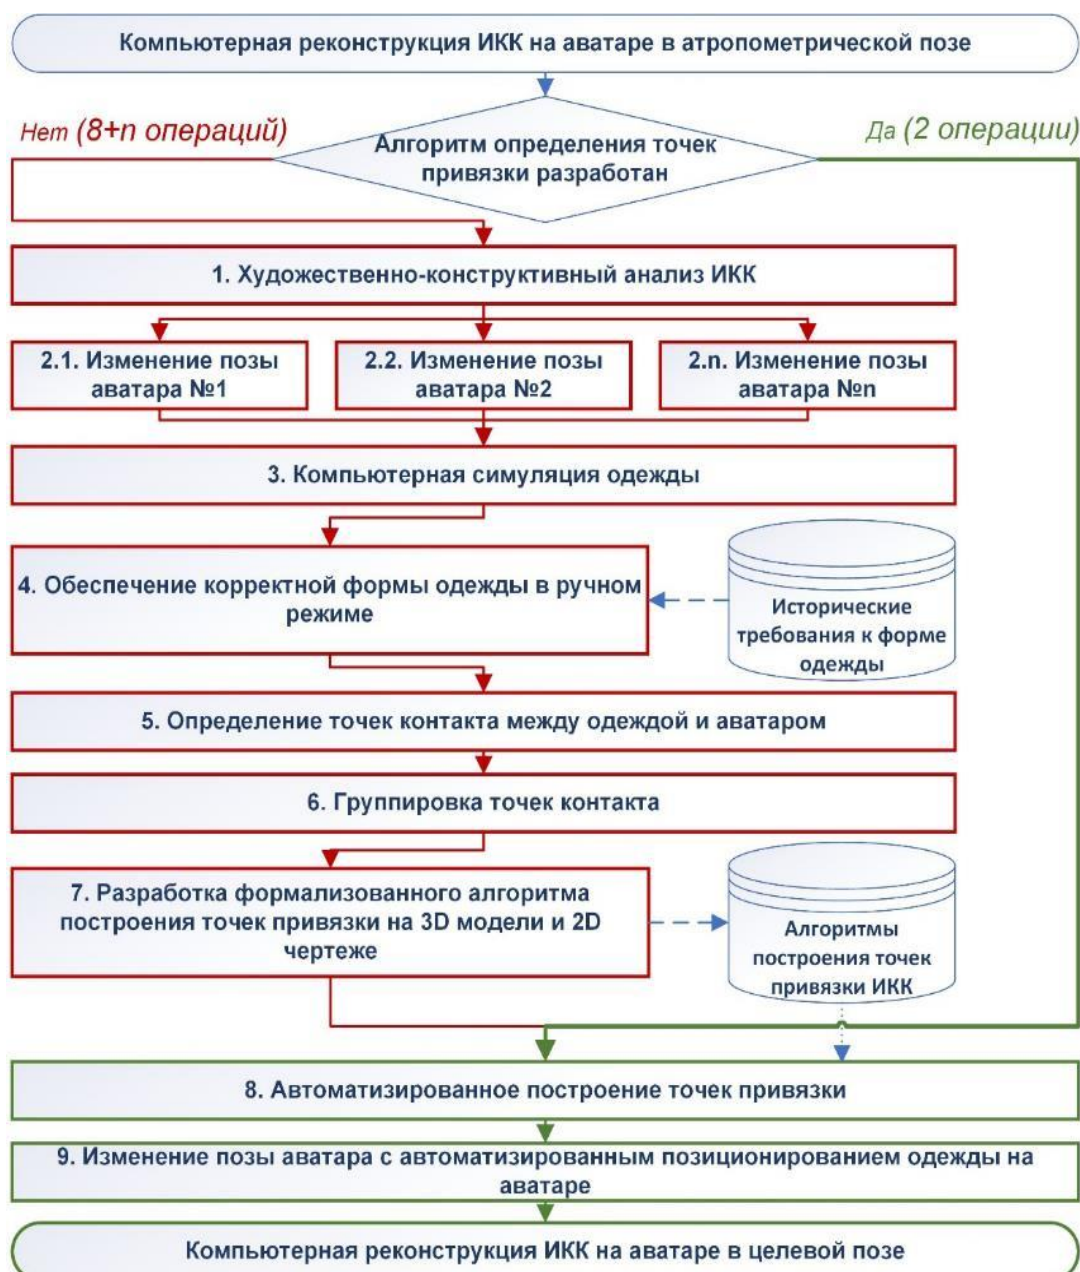 Компьютерная реконструкция ИКК на аватаре в атропометрической позе
Нет (8+n операций)
Да (2 операции)
Алгоритм определения точек
привязки разработан
1. Художественно-конструктивный анализ ИКК
2.1. Изменение позы
аватара №1
2.2. Изменение позы
аватара №2
2.n. Изменение позы
аватара №n
3. Компьютерная симуляция одежды
4. Обеспечение корректной формы одежды в ручном
режиме
Исторические
требования к форме
одежды
5. Определение точек контакта между одеждой и аватаром
6. Группировка точек контакта
7. Разработка формализованного алгоритма
построения точек привязки на 3D модели и 2D
чертеже
Алгоритмы
построения точек
привязки ИКК
8. Автоматизированное построение точек привязки
9. Изменение позы аватара с автоматизированным позиционированием одежды на
аватаре
Компьютерная реконструкция ИКК на аватаре в целевой позе